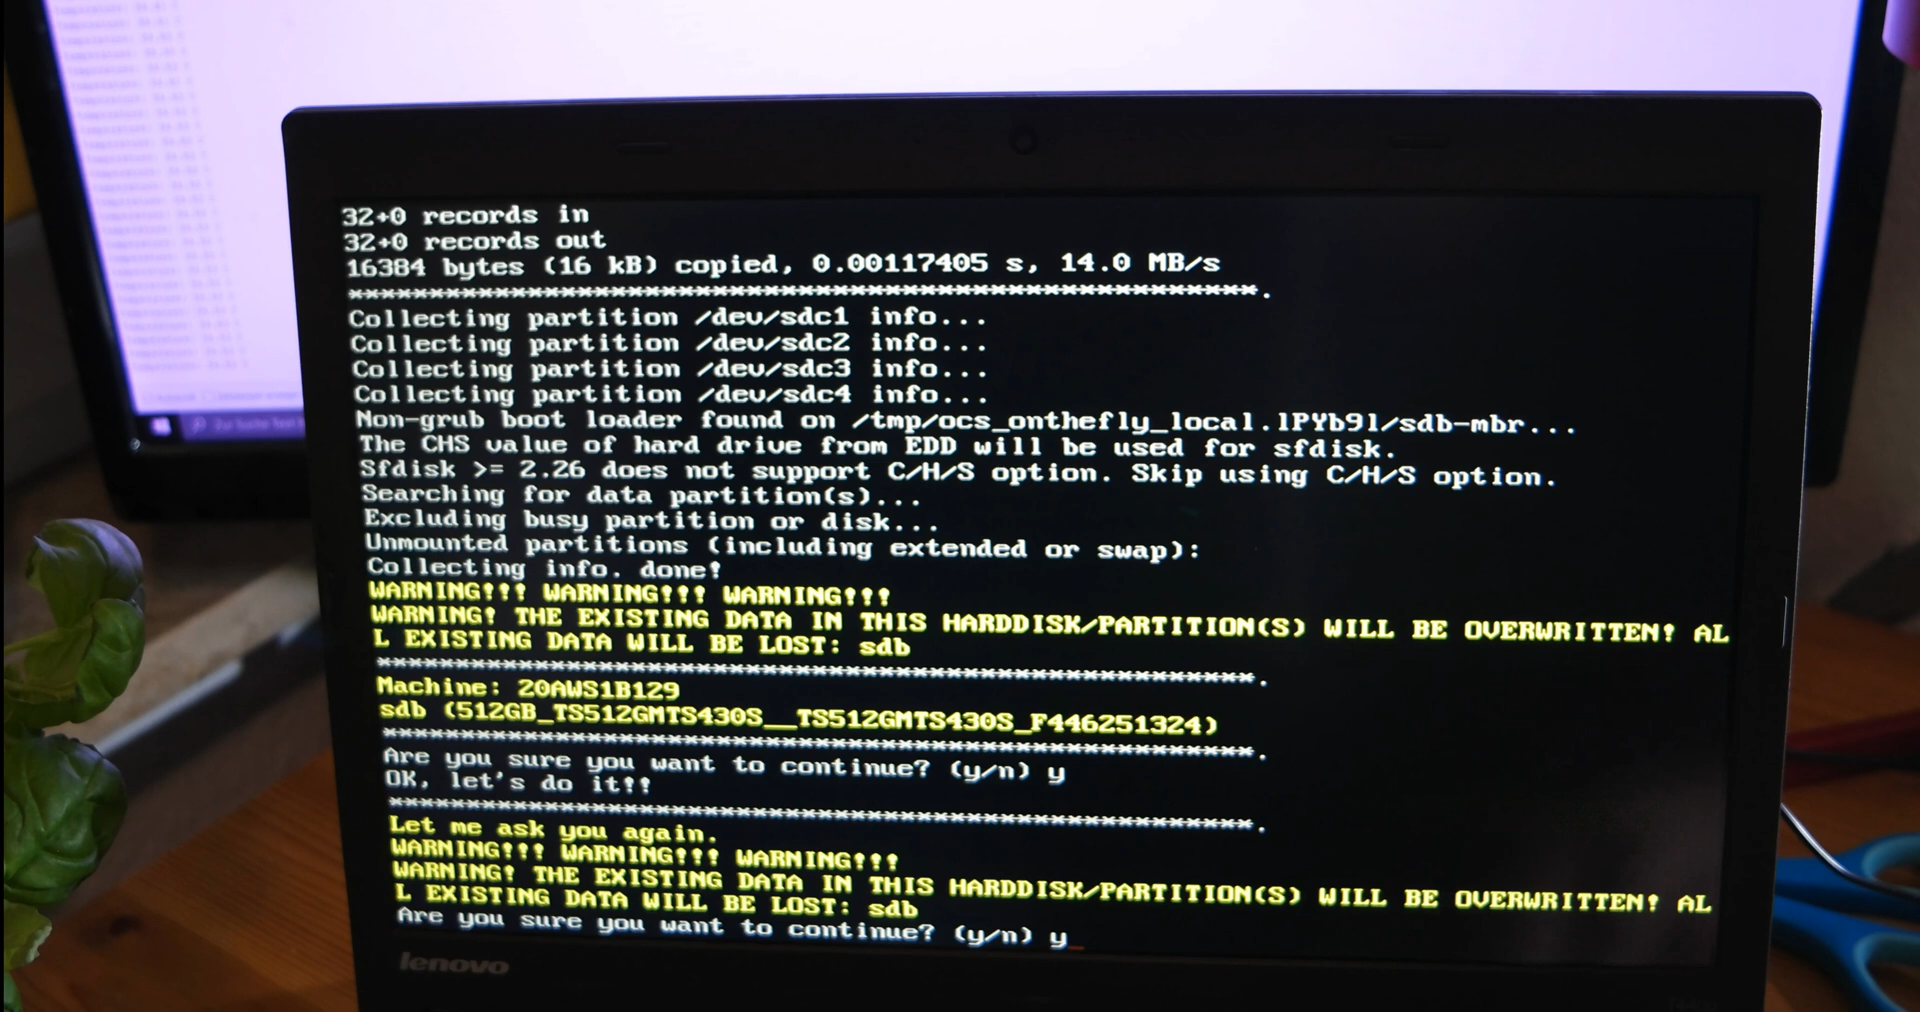 32+0 records in
32+0 records out
16384 bytes (16 kB) copied, 0.00117405 s, 14.0 MB/s
*********************************************************.
Collecting partition /dev/sdc1 info...
Collecting partition /dev/sdc2 info...
Collecting partition /dev/sdc3 info...
Collecting partition /dev/sdc4 info...
Non-grub boot loader found on /tmp/ocs_onthefly_local.lPYb9l/sdb-mbr...
The CHS value of hard drive from EDD will be used for sfdisk.
Sfdisk >= 2.26 does not support C/H/S option. Skip using C/H/S option.
Searching for data partition(s)...
Excluding busy partition or disk...
Unmounted partitions (including extended or swap):
Collecting info. done!
WARNING!!! WARNING!!! WARNING!!!
WARNING! THE EXISTING DATA IN THIS HARDDISK/PARTITION(S) WILL BE OVERWRITTEN! AL
L EXISTING DATA WILL BE LOST: sdb
*********************************************************.
Machine: 20AWS1B129
sdb (512GB_TS512GMTS430S__TS512GMTS430S_F446251324)
*********************************************************.
Are you sure you want to continue? (y/n) y
OK, let's do it!!
*********************************************************.
Let me ask you again.
WARNING!!! WARNING!!! WARNING!!!
WARNING! THE EXISTING DATA IN THIS HARDDISK/PARTITION(S) WILL BE OVERWRITTEN! AL
L EXISTING DATA WILL BE LOST: sdb
Are you sure you want to continue? (y/n) y_
lenovo